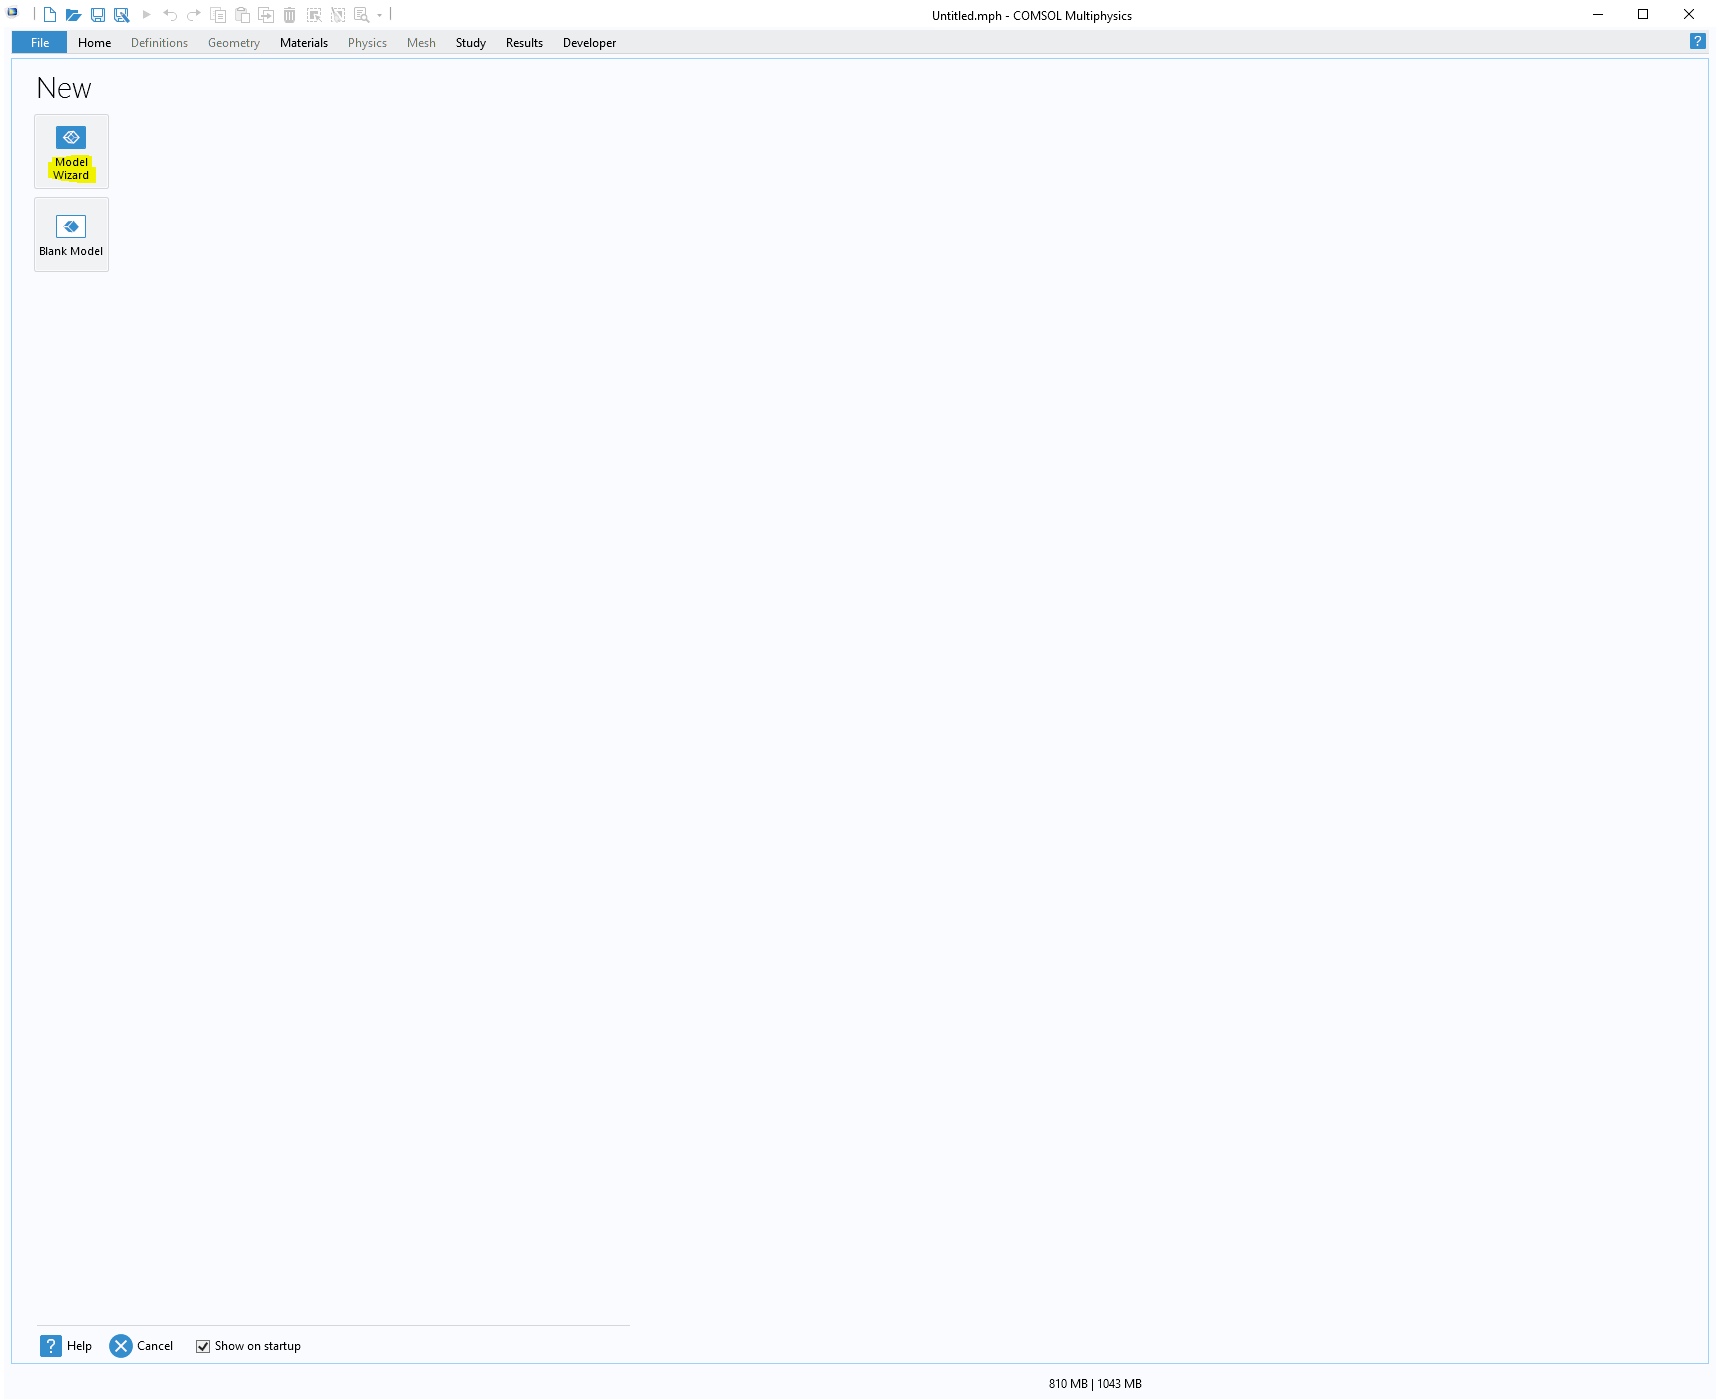 Untitled.mph - COMSOL Multiphysics
File Home Definitions Geometry Materials Physics Mesh Study Results Developer ?
New
Model
Wizard
Blank Model
? Help Cancel Show on startup
810 MB | 1043 MB